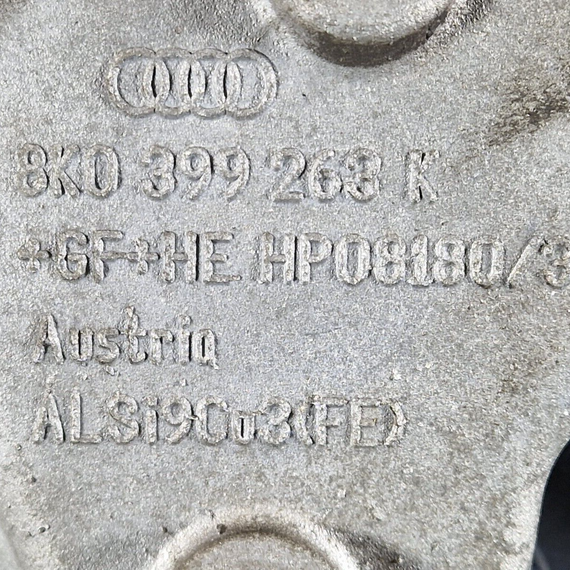 8K0 399 263 K
+GF+HE HP08180/3
Austria
ALSi9Cu3(FE)